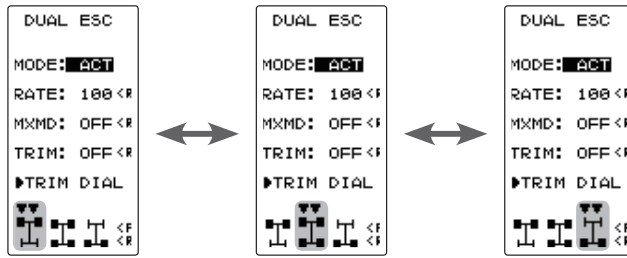 DUAL ESC
MODE: ACT
RATE: 100 <R
MXMD: OFF <R
TRIM: OFF <R
▶TRIM DIAL
<F
<R
DUAL ESC
MODE: ACT
RATE: 100 <R
MXMD: OFF <R
TRIM: OFF <R
▶TRIM DIAL
<F
<R
DUAL ESC
MODE: ACT
RATE: 100 <R
MXMD: OFF <R
TRIM: OFF <R
▶TRIM DIAL
<F
<R